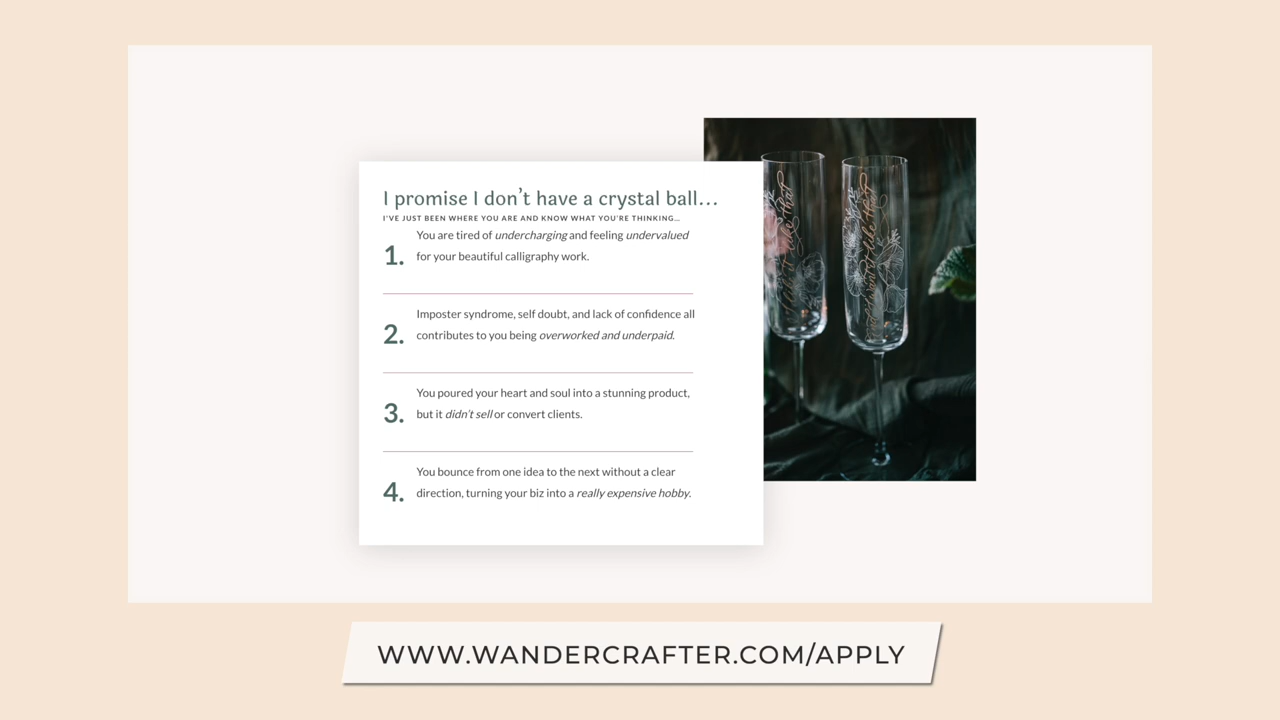 I promise I don't have a crystal ball...
I'VE JUST BEEN WHERE YOU ARE AND KNOW WHAT YOU'RE THINKING...
1. You are tired of undercharging and feeling undervalued
for your beautiful calligraphy work.
2. Imposter syndrome, self doubt, and lack of confidence all
contributes to you being overworked and underpaid.
3. You poured your heart and soul into a stunning product,
but it didn't sell or convert clients.
4. You bounce from one idea to the next without a clear
direction, turning your biz into a really expensive hobby.
WWW.WANDERCRAFTER.COM/APPLY